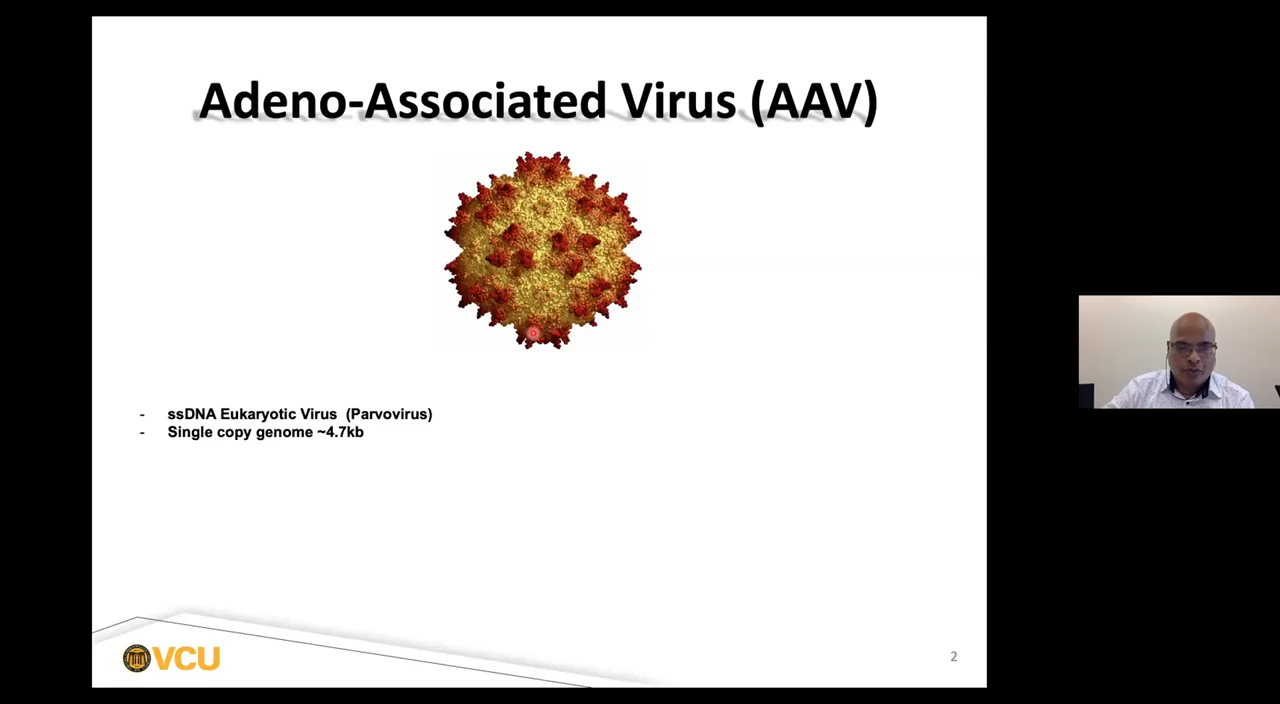 Adeno-Associated Virus (AAV)
- ssDNA Eukaryotic Virus (Parvovirus)
- Single copy genome ~4.7kb
VCU
2